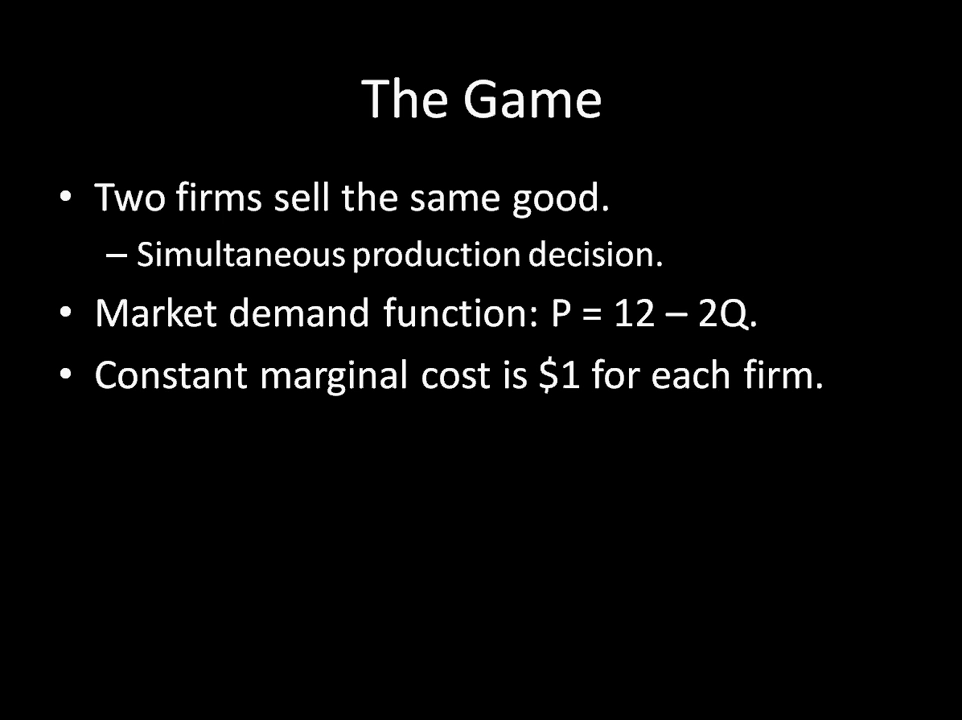 The Game
• Two firms sell the same good.
– Simultaneous production decision.
• Market demand function: P = 12 – 2Q.
• Constant marginal cost is $1 for each firm.